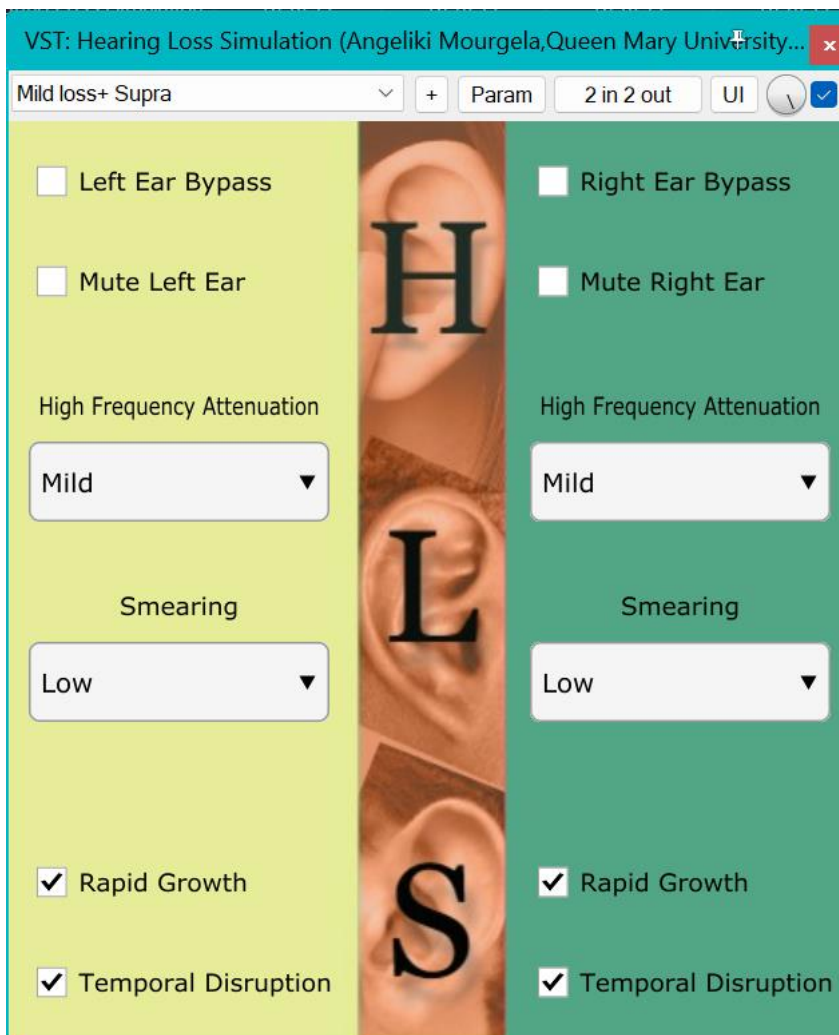 VST: Hearing Loss Simulation (Angeliki Mourgela,Queen Mary University...
Mild loss+ Supra + Param 2 in 2 out UI
Left Ear Bypass Right Ear Bypass
Mute Left Ear H Mute Right Ear
High Frequency Attenuation High Frequency Attenuation
Mild Mild
Smearing L Smearing
Low Low
Rapid Growth S Rapid Growth
Temporal Disruption Temporal Disruption